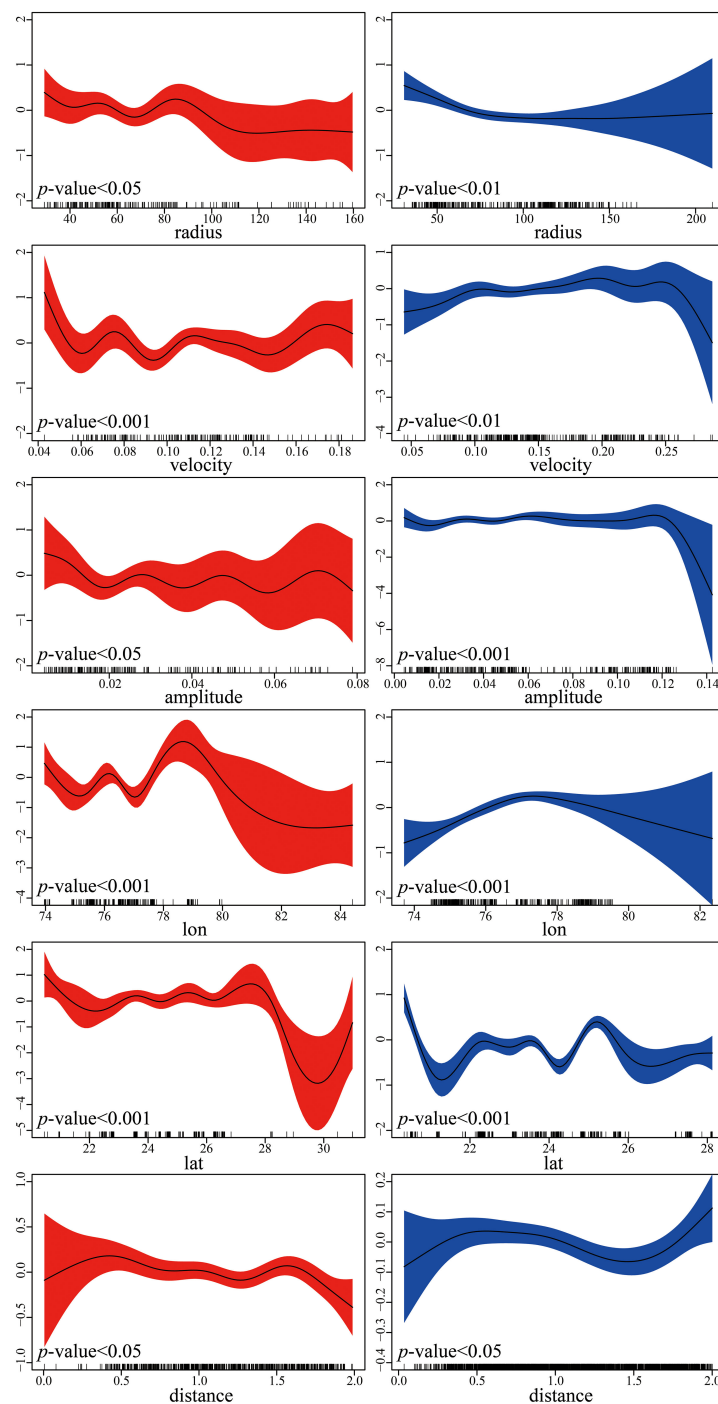 2 2
1 1
0 0
−1 −1
−2 −2
p-value<0.05 p-value<0.01
40 60 80 100 120 140 160 50 100 150 200
radius radius
2 1
1 0
0 −1
−1 −2
−2 −3
−4
p-value<0.001 p-value<0.01
0.04 0.06 0.08 0.10 0.12 0.14 0.16 0.18 0.05 0.10 0.15 0.20 0.25
velocity velocity
2 2
1 0
0 −2
−1 −4
−2 −6
−8
p-value<0.05 p-value<0.001
0.02 0.04 0.06 0.08 0.00 0.02 0.04 0.06 0.08 0.10 0.12 0.14
amplitude amplitude
2 2
1 1
0 0
−1 −1
−2 −2
−3
−4
p-value<0.001 p-value<0.001
74 76 78 80 82 84 74 76 78 80 82
lon lon
2 2
1 1
0 0
−1 −1
−2 −2
−3
−4
−5
p-value<0.001 p-value<0.001
22 24 26 28 30 22 24 26 28
lat lat
1.0 0.2
0.5 0.1
0.0 0.0
−0.5 −0.1
−1.0 −0.2
−0.3
−0.4
p-value<0.05 p-value<0.05
0.0 0.5 1.0 1.5 2.0 0.0 0.5 1.0 1.5 2.0
distance distance